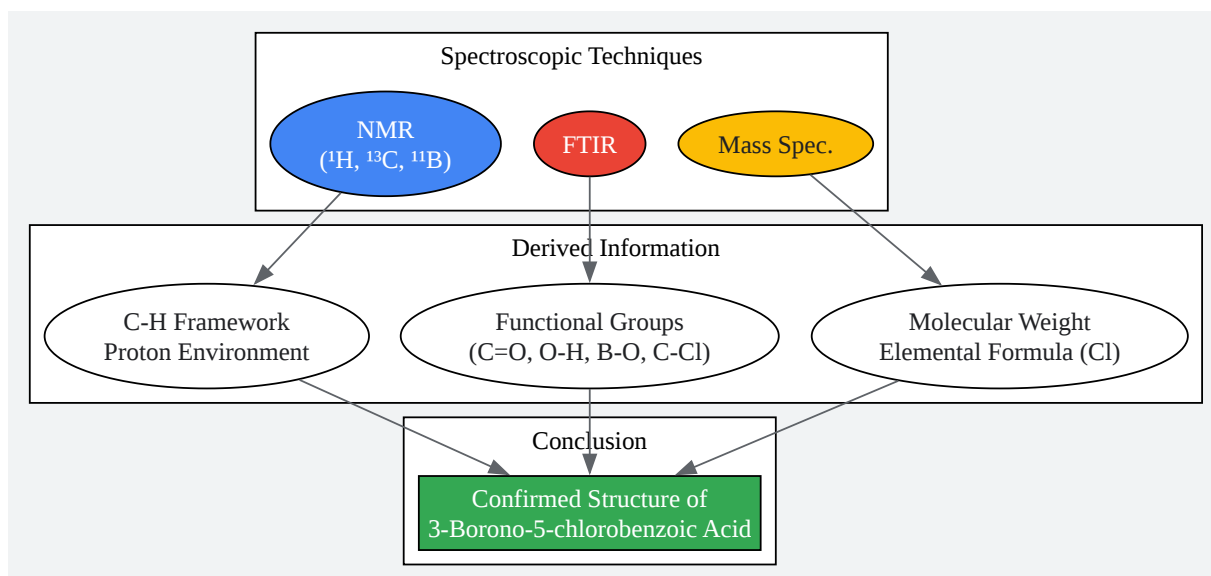 Spectroscopic Techniques
NMR
(¹H, ¹³C, ¹¹B)
FTIR
Mass Spec.
Derived Information
C-H Framework
Proton Environment
Functional Groups
(C=O, O-H, B-O, C-Cl)
Molecular Weight
Elemental Formula (Cl)
Conclusion
Confirmed Structure of
3-Borono-5-chlorobenzoic Acid